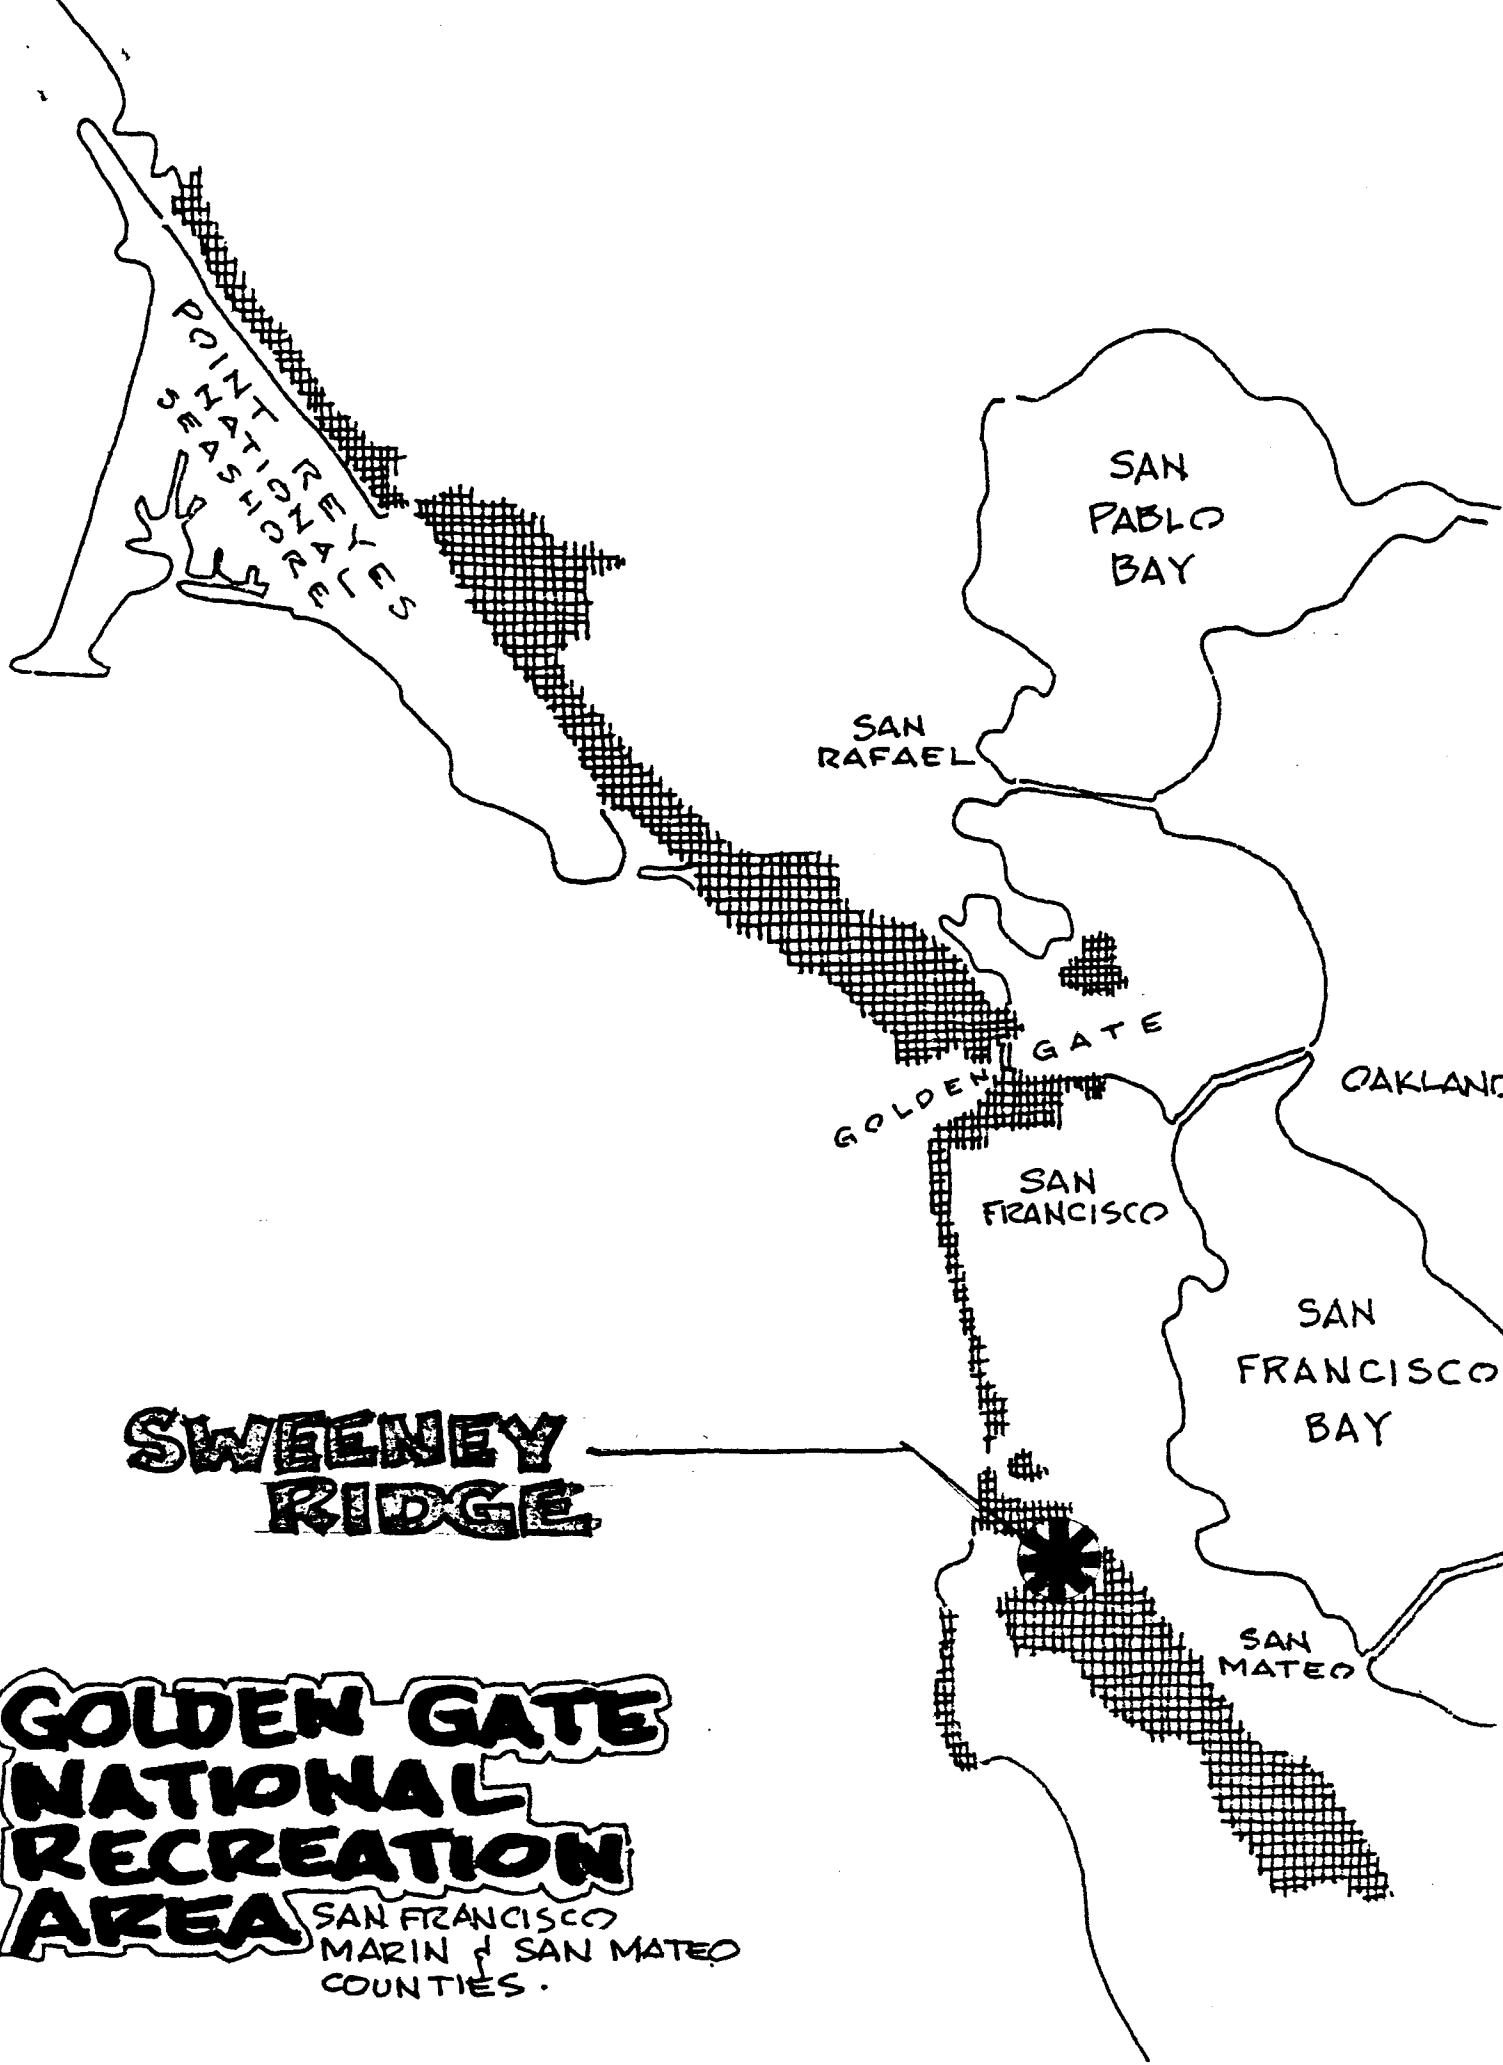 POINT REYES
NATIONAL
SEASHORE
SAN
PABLO
BAY
SAN
RAFAEL
GOLDEN GATE
OAKLAND
SAN
FRANCISCO
SAN
FRANCISCO
BAY
SWEENEY
RIDGE
SAN
MATEO
GOLDEN GATE
NATIONAL
RECREATION
AREA
SAN FRANCISCO
MARIN & SAN MATEO
COUNTIES.